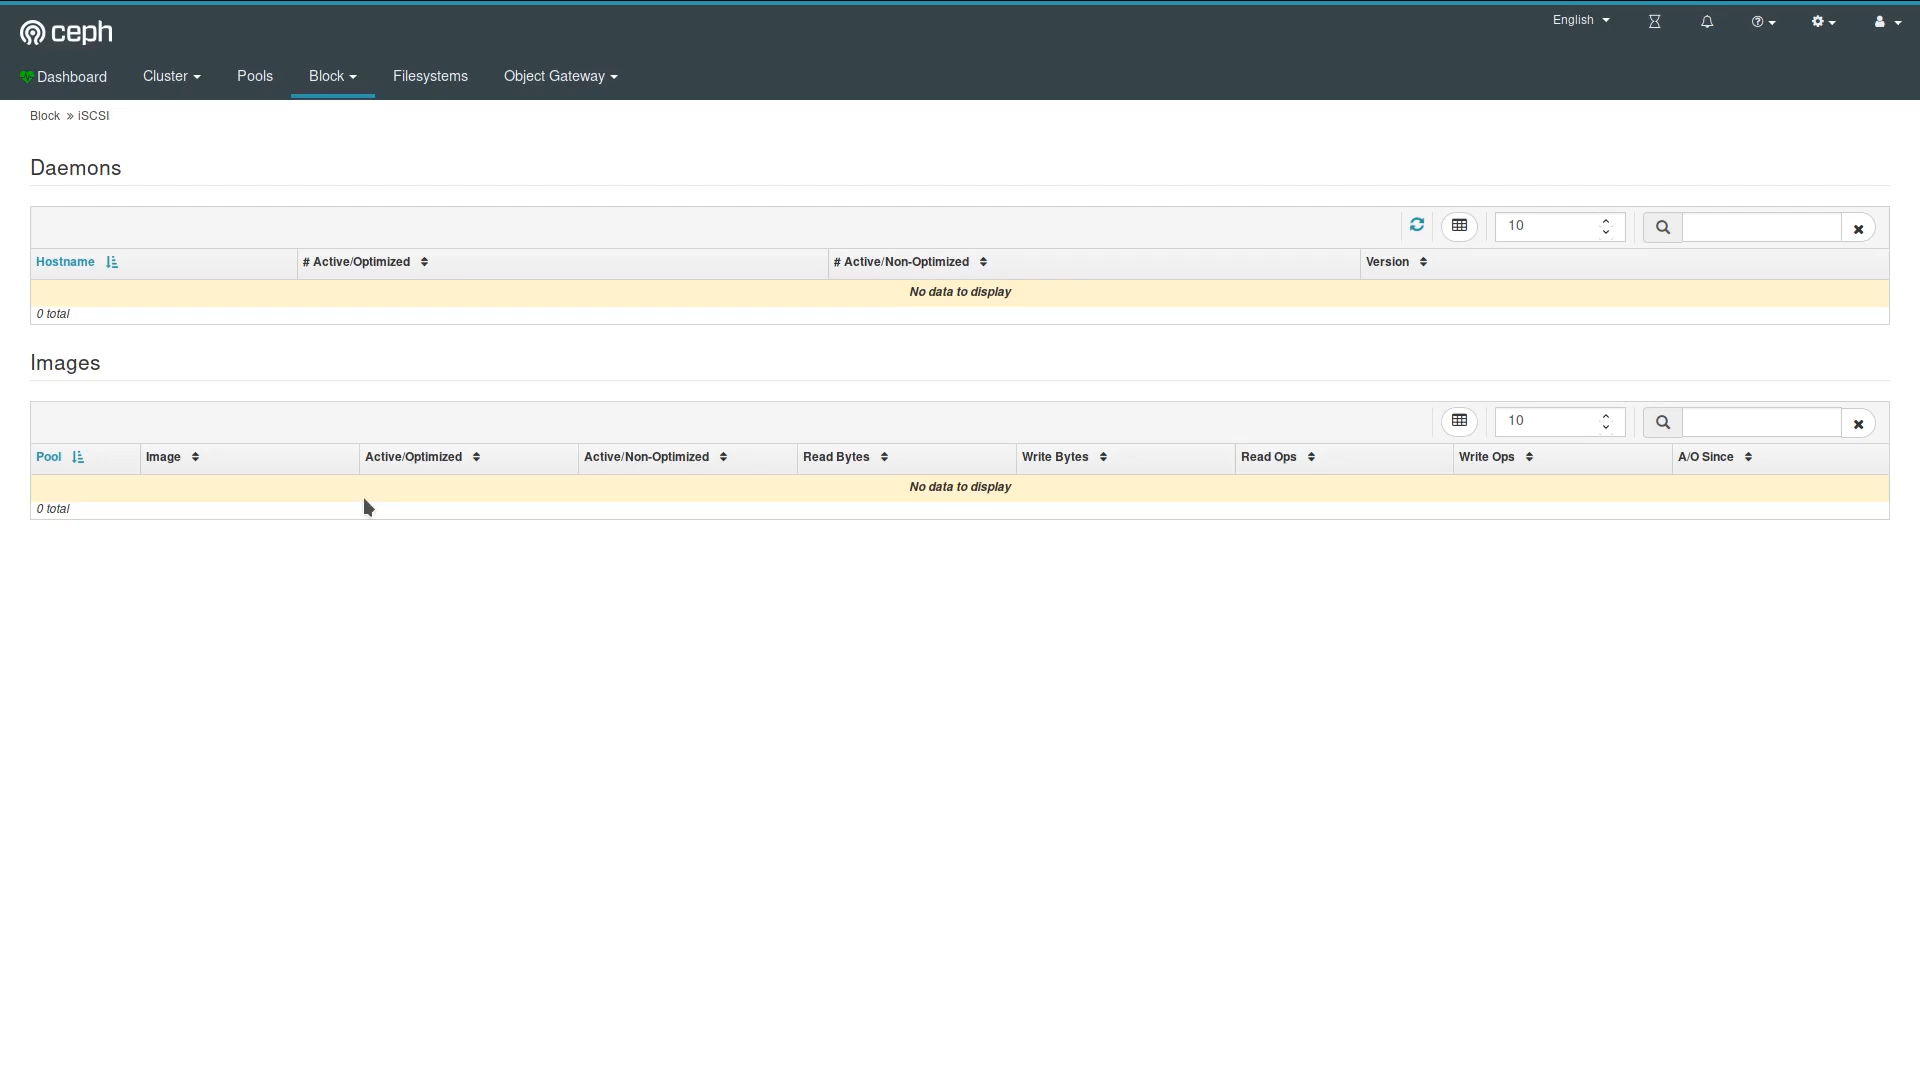 ceph
English
Dashboard Cluster Pools Block Filesystems Object Gateway
Block » iSCSI
Daemons
10
Hostname # Active/Optimized # Active/Non-Optimized Version
No data to display
0 total
Images
10
Pool Image Active/Optimized Active/Non-Optimized Read Bytes Write Bytes Read Ops Write Ops A/O Since
No data to display
0 total